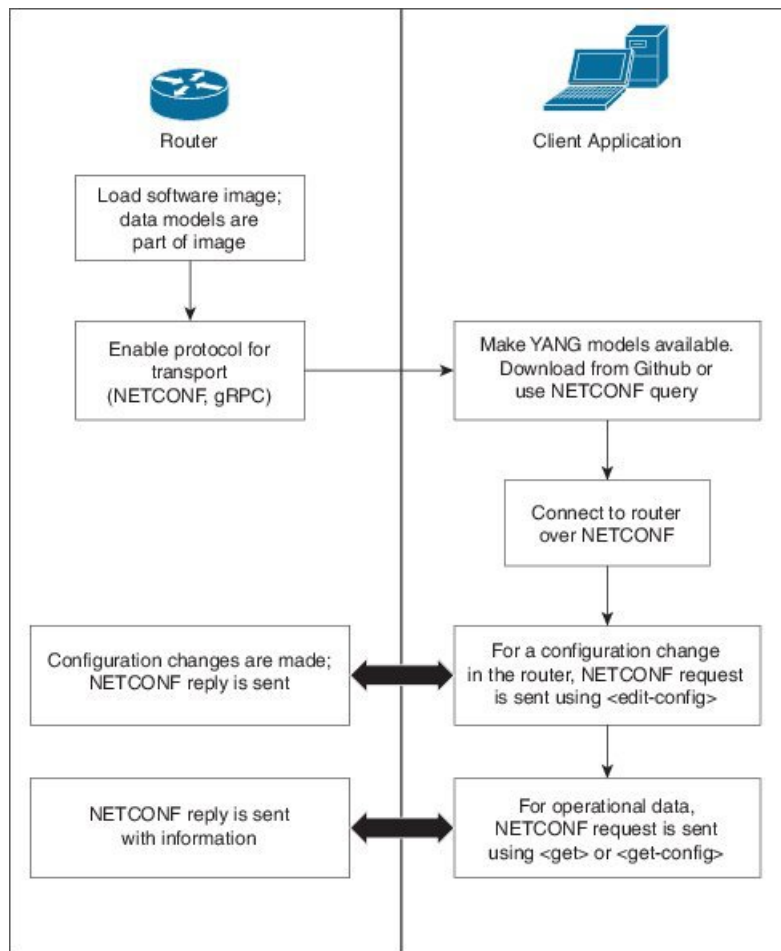 Router
Client Application
Load software image;
data models are
part of image
Enable protocol for
transport
(NETCONF, gRPC)
Make YANG models available.
Download from Github or
use NETCONF query
Connect to router
over NETCONF
Configuration changes are made;
NETCONF reply is sent
For a configuration change
in the router, NETCONF request
is sent using <edit-config>
NETCONF reply is sent
with information
For operational data,
NETCONF request is sent
using <get> or <get-config>